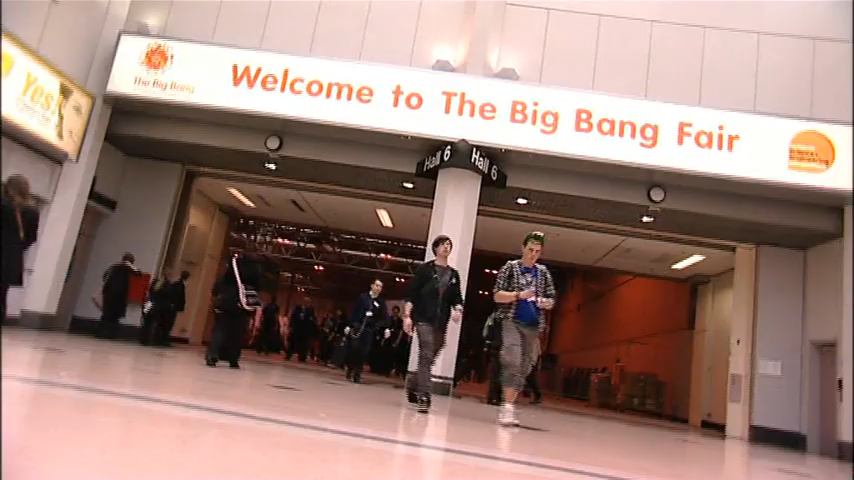 The Big Bang
Welcome to The Big Bang Fair
Yes
Hall 6
Hall 6